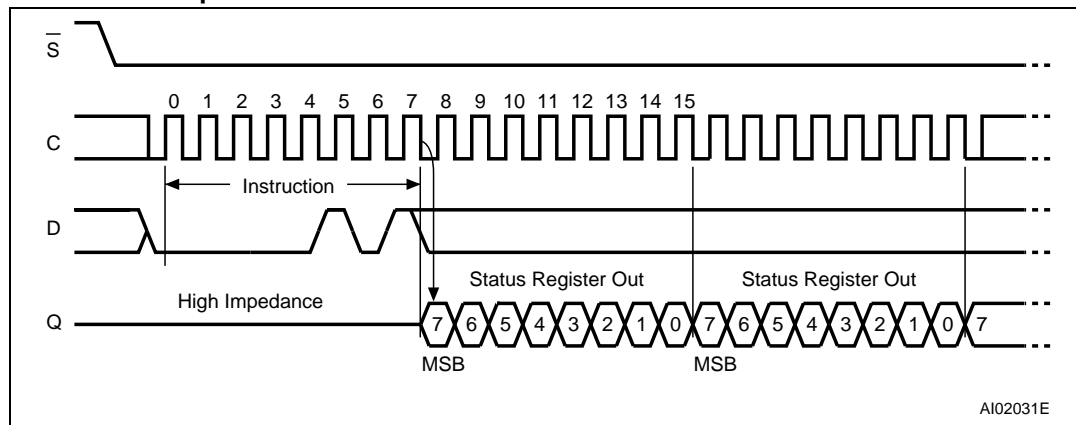 S
0 1 2 3 4 5 6 7 8 9 10 11 12 13 14 15
C
Instruction
D
Status Register Out Status Register Out
High Impedance
Q 7 6 5 4 3 2 1 0 7 6 5 4 3 2 1 0 7
MSB MSB
AI02031E